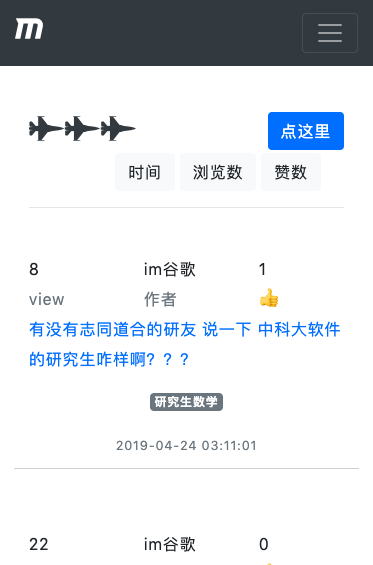 m
点这里
时间 浏览数 赞数
8 im谷歌 1
view 作者
有没有志同道合的研友 说一下 中科大软件
的研究生咋样啊？？？
研究生数学
2019-04-24 03:11:01
22 im谷歌 0